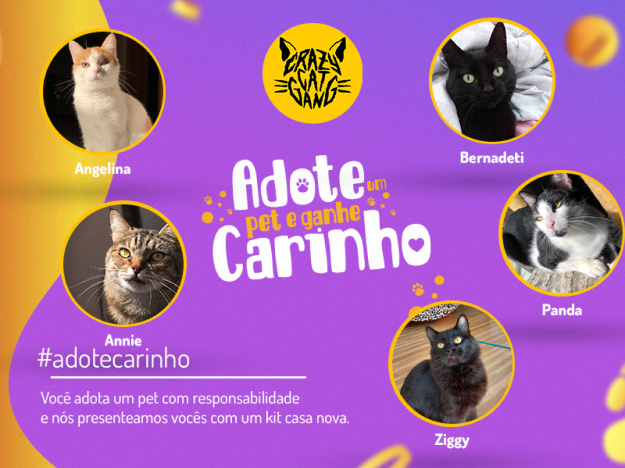 CRAZY
CAT
GANG
Angelina
Bernadeti
Adote um
pet e ganhe
Carinho
Panda
Annie
#adotecarinho
Você adota um pet com responsabilidade
e nós presenteamos vocês com um kit casa nova.
Ziggy